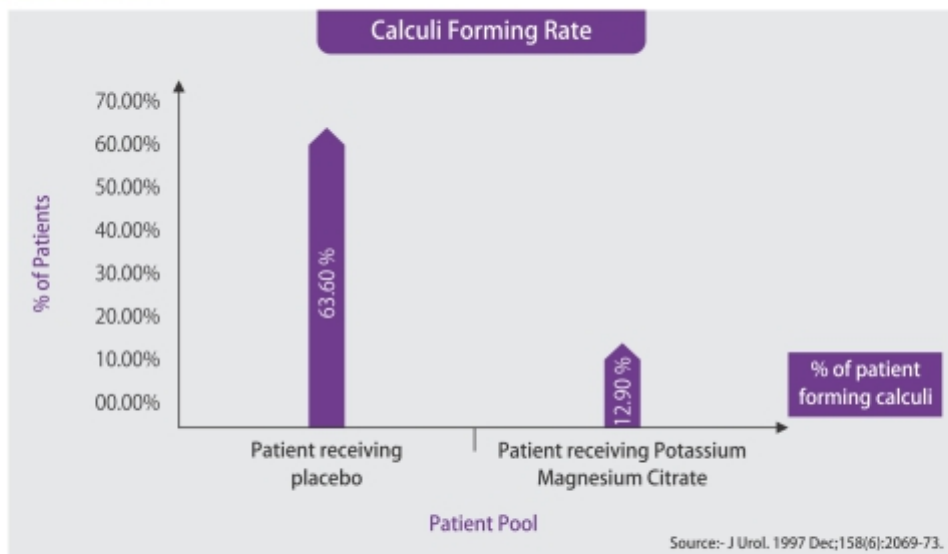 Calculi Forming Rate
70.00%
60.00%
50.00%
40.00%
30.00%
20.00%
10.00%
00.00%
% of Patients
63.60 %
12.90 %
% of patient
forming calculi
Patient receiving
placebo
Patient receiving Potassium
Magnesium Citrate
Patient Pool
Source:- J Urol. 1997 Dec;158(6):2069-73.